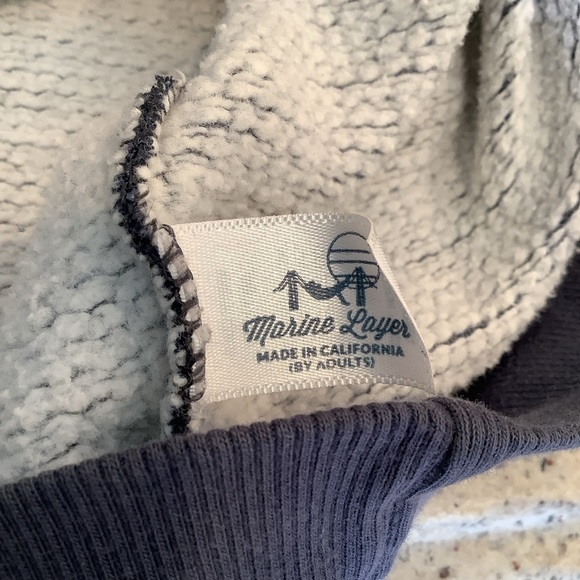 Marine Layer
MADE IN CALIFORNIA
(BY ADULTS)